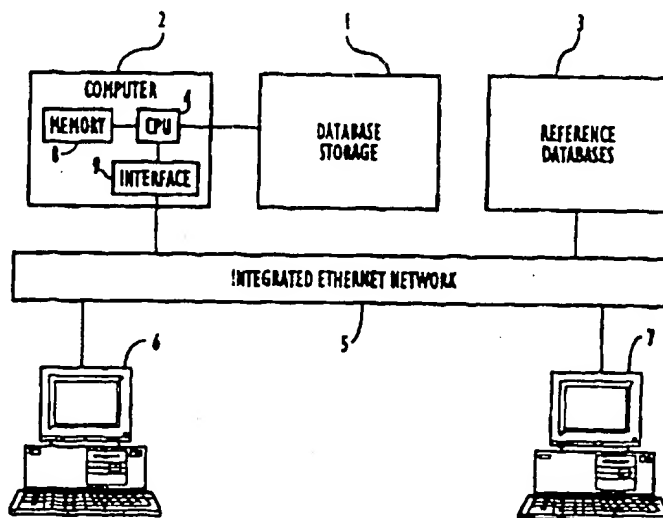 2
1
3
COMPUTER
MEMORY
CPU
4
8
9
INTERFACE
DATABASE
STORAGE
REFERENCE
DATABASES
INTEGRATED ETHERNET NETWORK
6
5
7